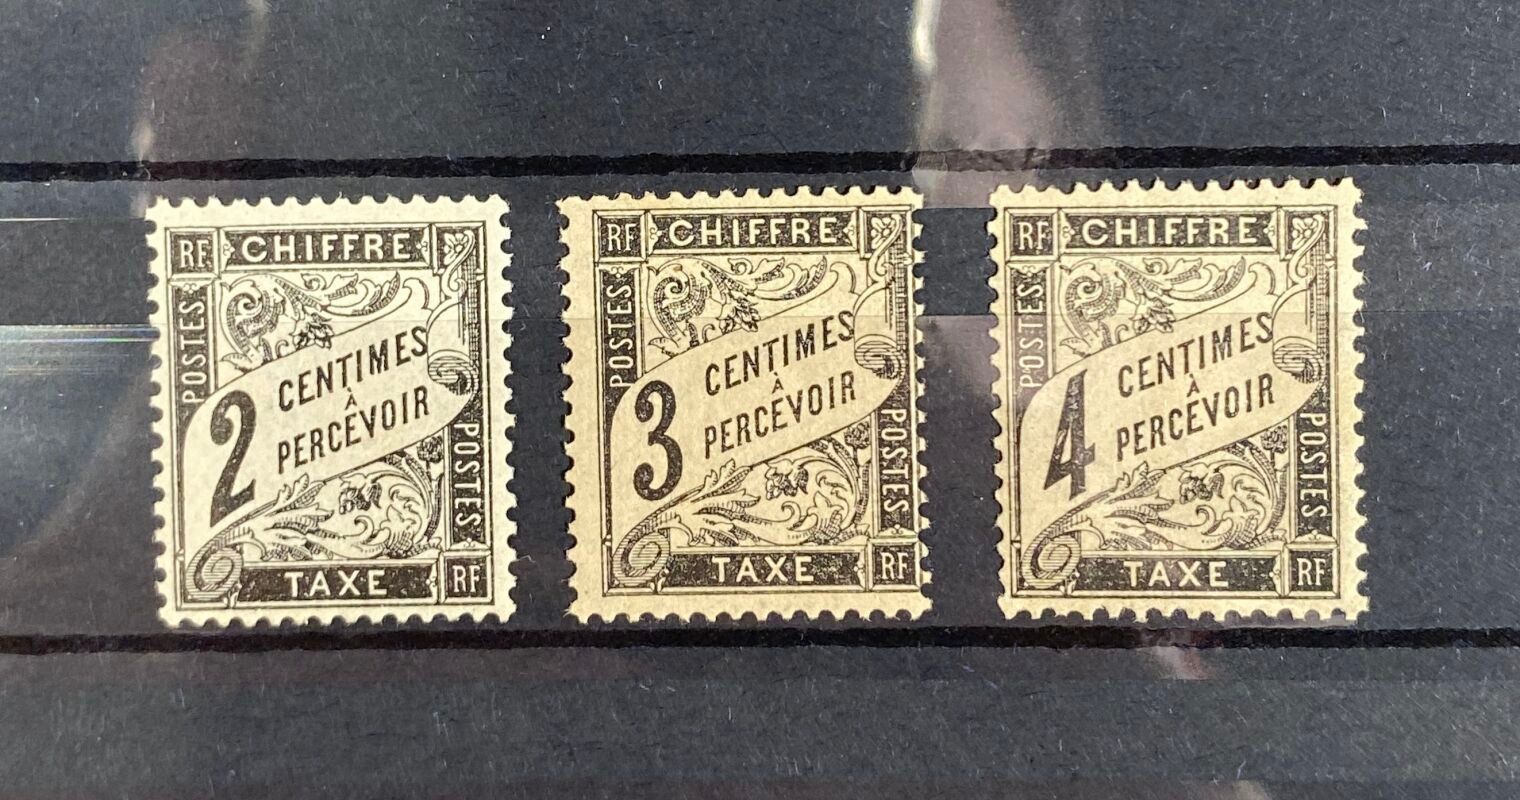 RF CHIFFRE
POSTES
2 CENTIMES
À
PERCEVOIR
POSTES
TAXE RF
RF CHIFFRE
POSTES
3 CENTIMES
À
PERCEVOIR
POSTES
TAXE RF
RF CHIFFRE
POSTES
4 CENTIMES
À
PERCEVOIR
POSTES
TAXE RF